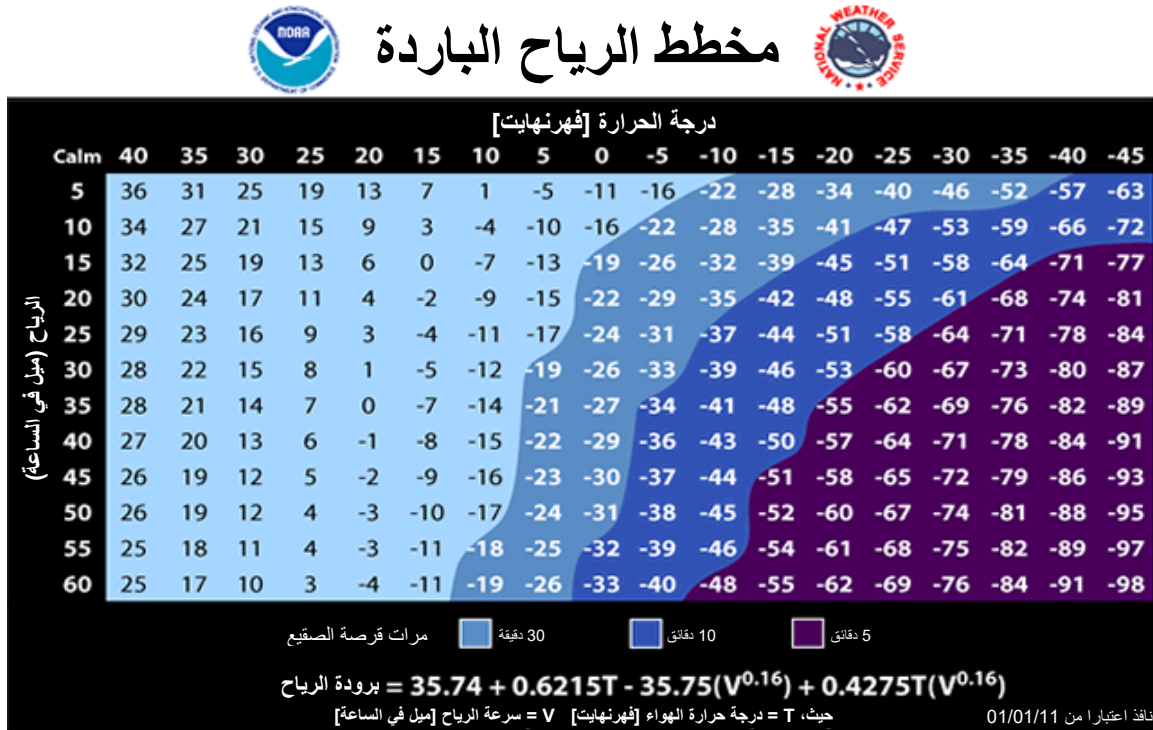 مخطط الرياح الباردة
NOAA
NATIONAL WEATHER SERVICE
درجة الحرارة [فهرنهايت]
Calm 40 35 30 25 20 15 10 5 0 -5 -10 -15 -20 -25 -30 -35 -40 -45
الرياح (ميل في الساعة)
5 36 31 25 19 13 7 1 -5 -11 -16 -22 -28 -34 -40 -46 -52 -57 -63
10 34 27 21 15 9 3 -4 -10 -16 -22 -28 -35 -41 -47 -53 -59 -66 -72
15 32 25 19 13 6 0 -7 -13 -19 -26 -32 -39 -45 -51 -58 -64 -71 -77
20 30 24 17 11 4 -2 -9 -15 -22 -29 -35 -42 -48 -55 -61 -68 -74 -81
25 29 23 16 9 3 -4 -11 -17 -24 -31 -37 -44 -51 -58 -64 -71 -78 -84
30 28 22 15 8 1 -5 -12 -19 -26 -33 -39 -46 -53 -60 -67 -73 -80 -87
35 28 21 14 7 0 -7 -14 -21 -27 -34 -41 -48 -55 -62 -69 -76 -82 -89
40 27 20 13 6 -1 -8 -15 -22 -29 -36 -43 -50 -57 -64 -71 -78 -84 -91
45 26 19 12 5 -2 -9 -16 -23 -30 -37 -44 -51 -58 -65 -72 -79 -86 -93
50 26 19 12 4 -3 -10 -17 -24 -31 -38 -45 -52 -60 -67 -74 -81 -88 -95
55 25 18 11 4 -3 -11 -18 -25 -32 -39 -46 -54 -61 -68 -75 -82 -89 -97
60 25 17 10 3 -4 -11 -19 -26 -33 -40 -48 -55 -62 -69 -76 -84 -91 -98
مرات قرصة الصقيع 30 دقيقة 10 دقائق 5 دقائق
برودة الرياح = 35.74 + 0.6215T - 35.75(V0.16) + 0.4275T(V0.16)
حيث، T = درجة حرارة الهواء [فهرنهايت] V = سرعة الرياح [ميل في الساعة]
نافذ اعتبارا من 01/01/11